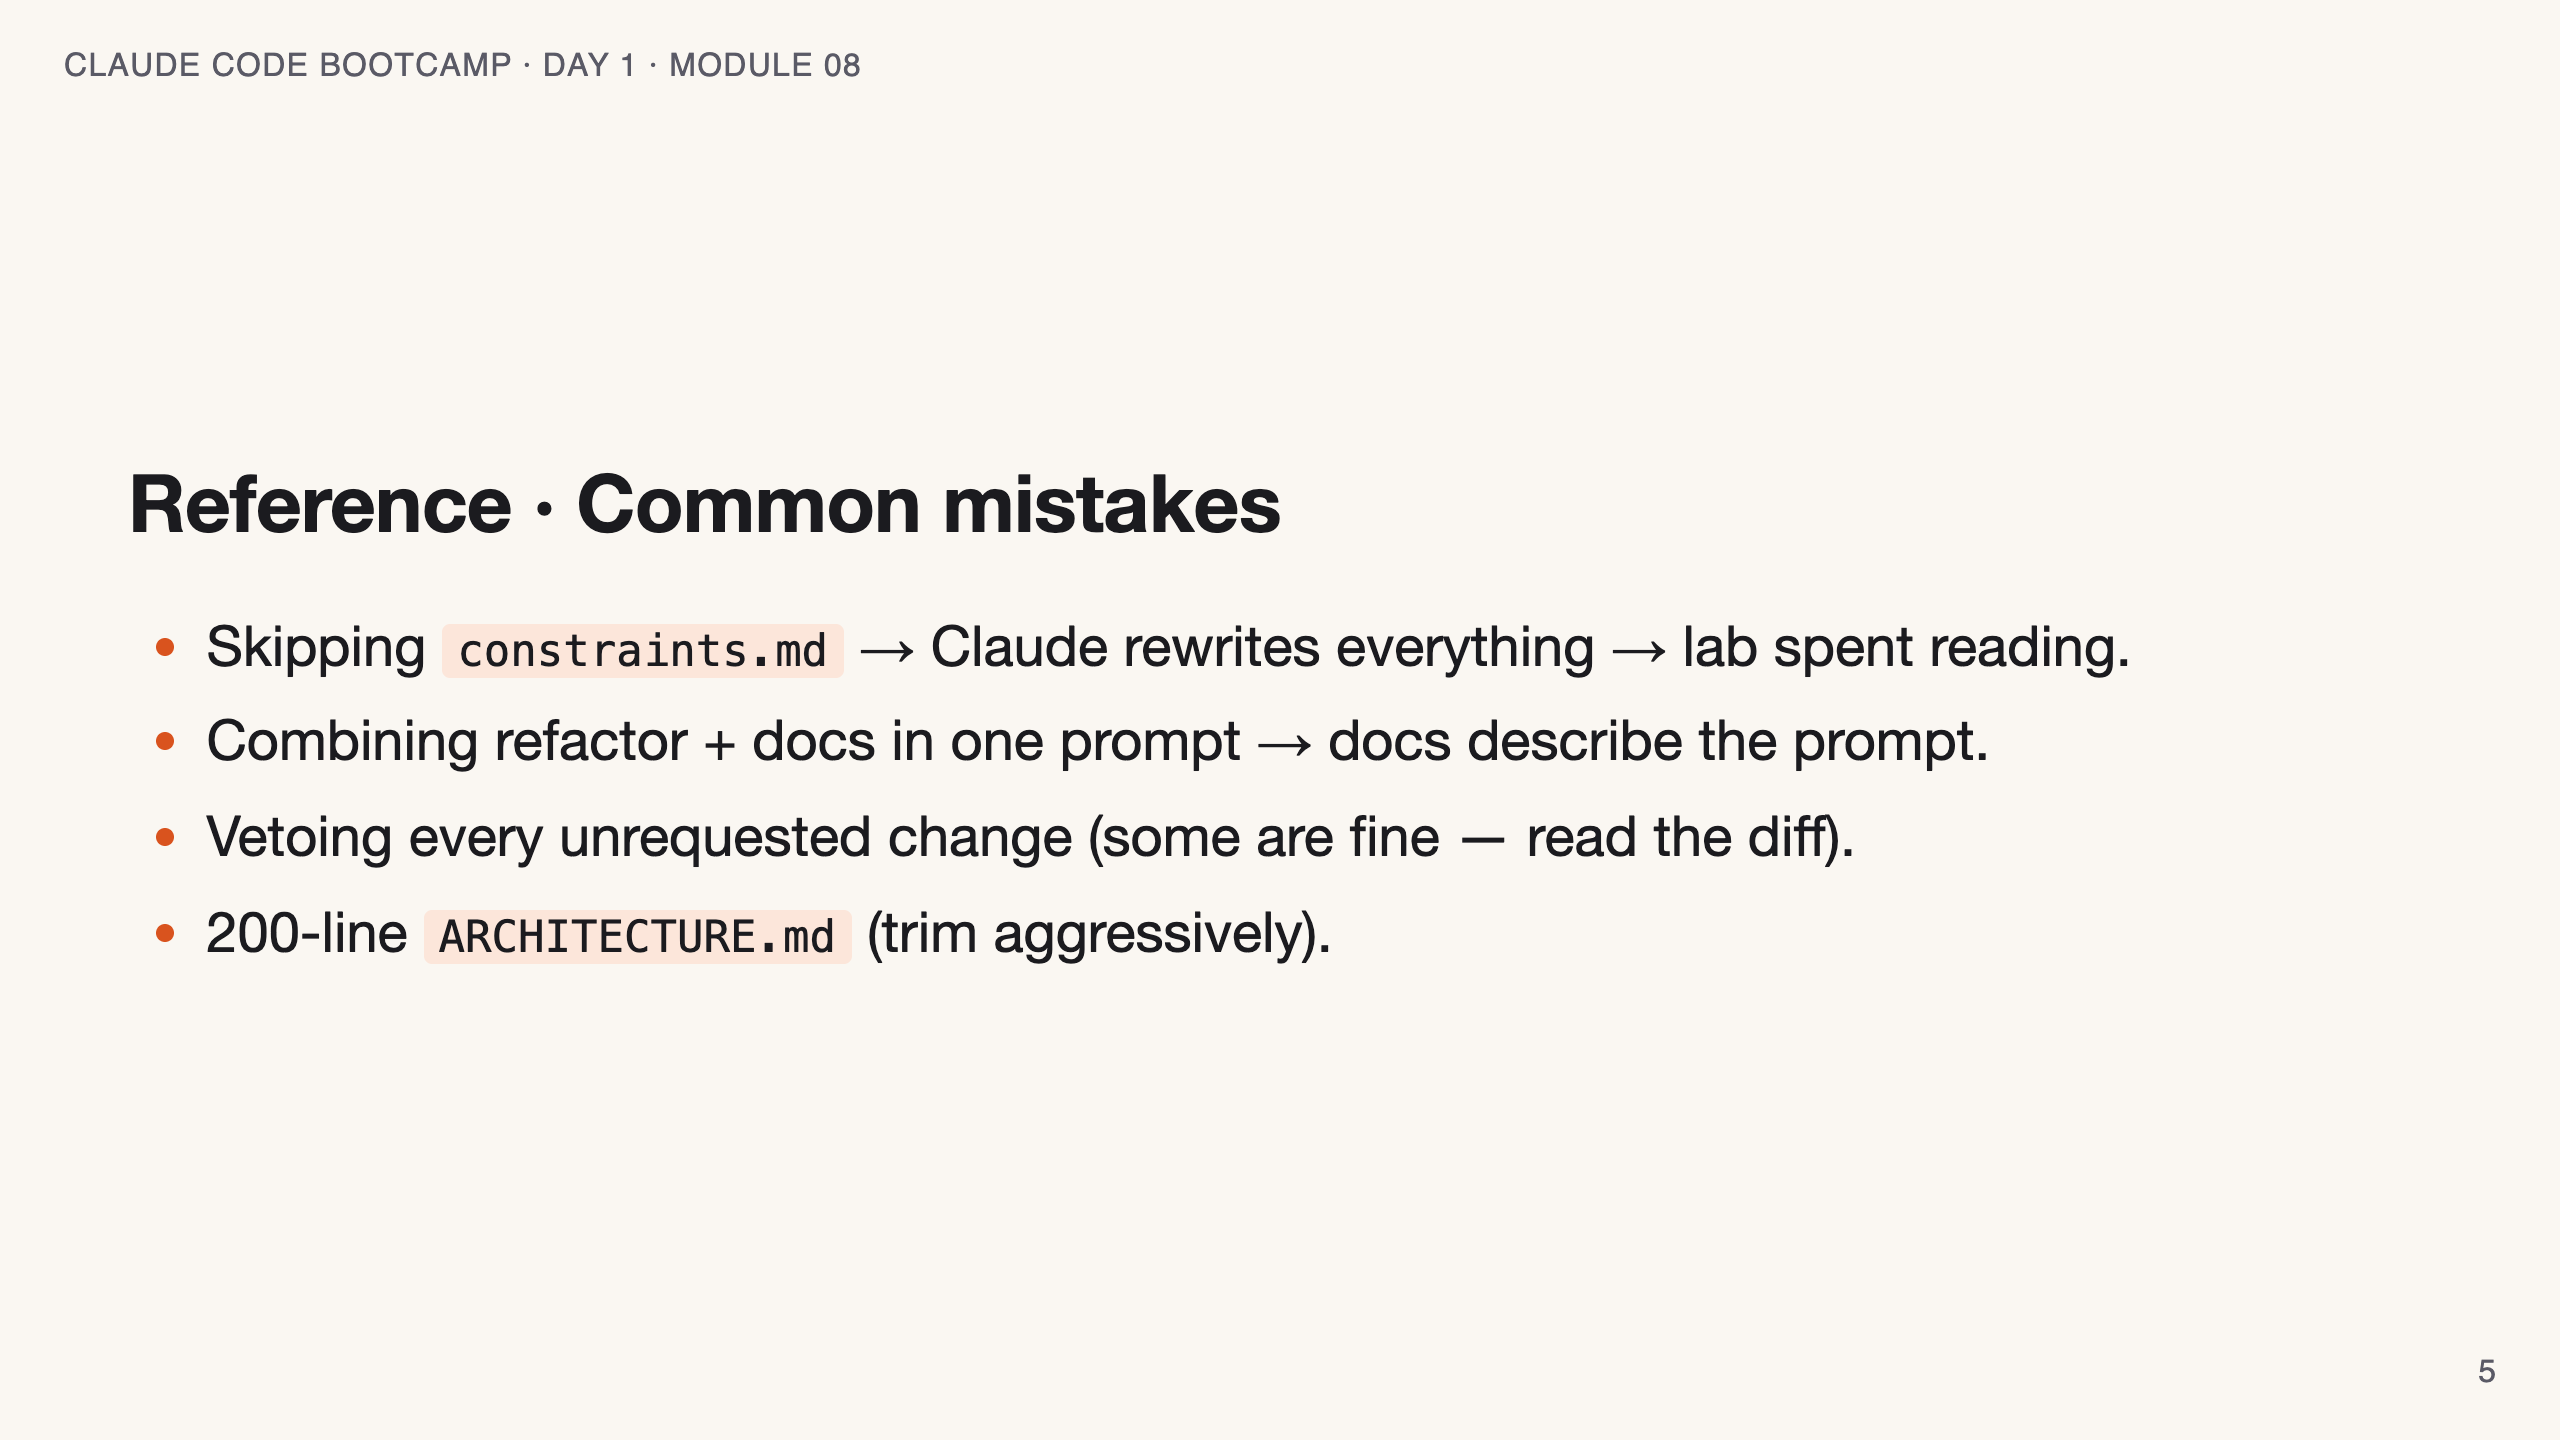 CLAUDE CODE BOOTCAMP · DAY 1 · MODULE 08
Reference · Common mistakes
• Skipping constraints.md → Claude rewrites everything → lab spent reading.
• Combining refactor + docs in one prompt → docs describe the prompt.
• Vetoing every unrequested change (some are fine — read the diff).
• 200-line ARCHITECTURE.md (trim aggressively).
5